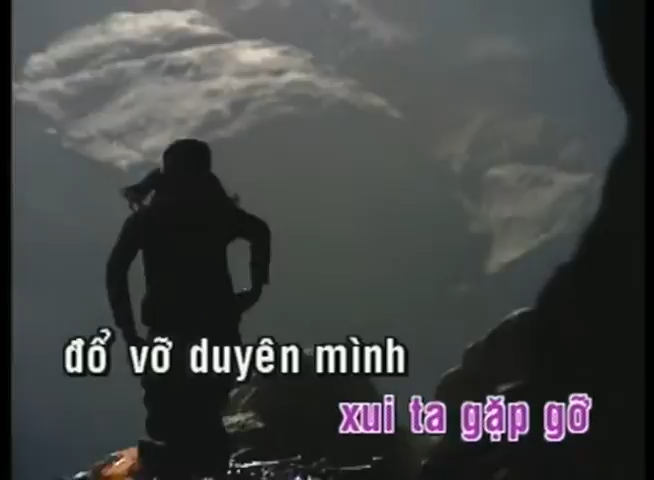 đổ vỡ duyên mình
xui ta gặp gỡ